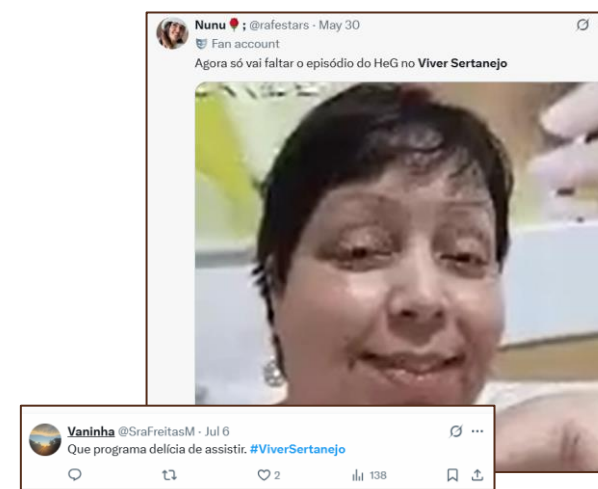 Nunu 🌹; @rafestars · May 30
Fan account
Agora só vai faltar o episódio do HeG no Viver Sertanejo
Vaninha @SraFreitasM · Jul 6
Que programa delícia de assistir. #ViverSertanejo
2 138